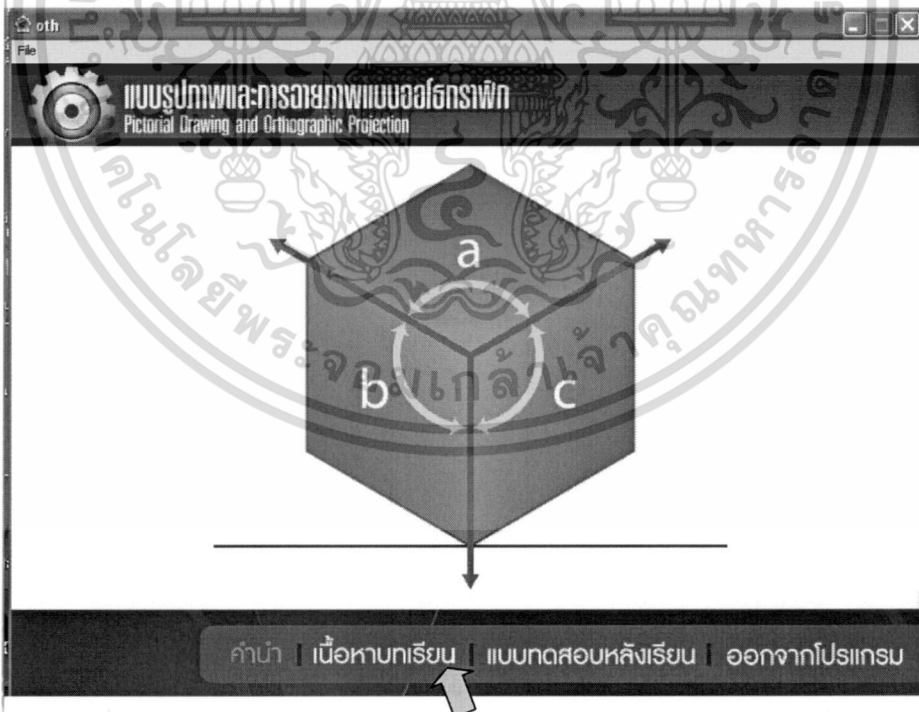 oth
File
แบบรูปภาพและการฉายภาพแบบออโธกราฟิก
Pictorial Drawing and Orthographic Projection
a
b
c
คำนำ | เนื้อหาบทเรียน | แบบทดสอบหลังเรียน | ออกจากโปรแกรม